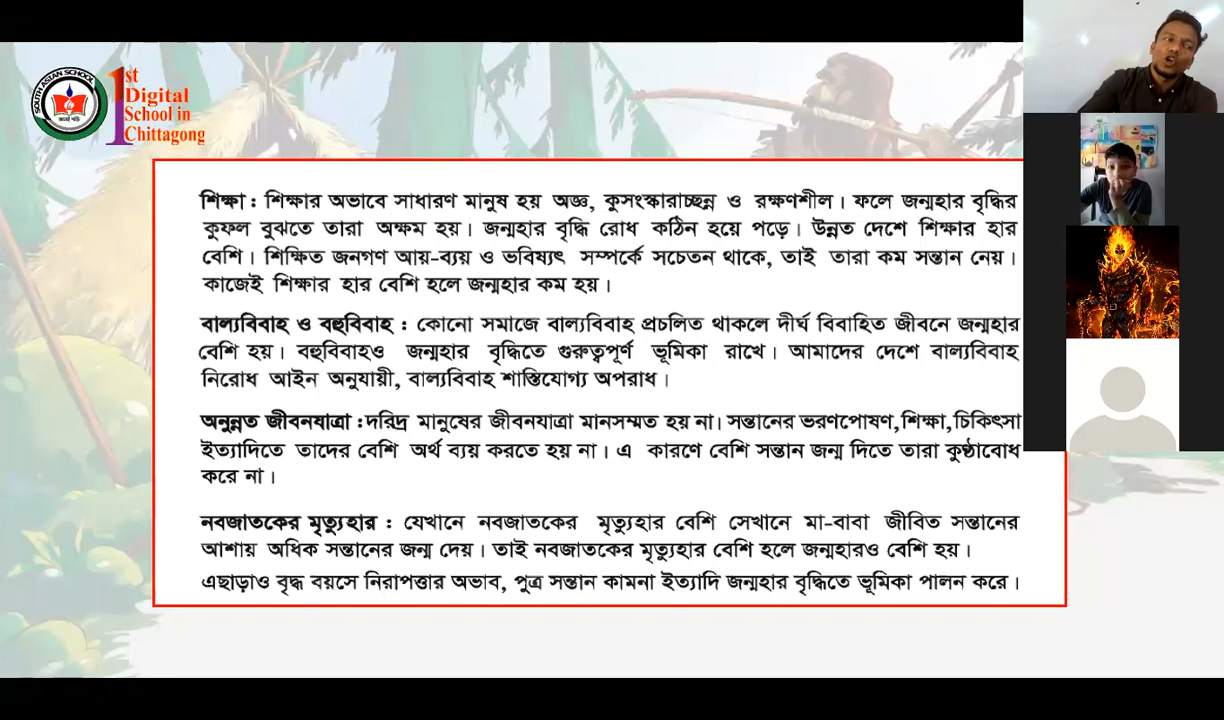 SOUTH ASIAN SCHOOL
1st
Digital
School in
Chittagong
শিক্ষা : শিক্ষার অভাবে সাধারণ মানুষ হয় অজ্ঞ, কুসংস্কারাচ্ছন্ন ও রক্ষণশীল। ফলে জন্মহার বৃদ্ধির
কুফল বুঝতে তারা অক্ষম হয়। জন্মহার বৃদ্ধি রোধ কঠিন হয়ে পড়ে। উন্নত দেশে শিক্ষার হার
বেশি। শিক্ষিত জনগণ আয়-ব্যয় ও ভবিষ্যৎ সম্পর্কে সচেতন থাকে, তাই তারা কম সন্তান নেয়।
কাজেই শিক্ষার হার বেশি হলে জন্মহার কম হয়।
বাল্যবিবাহ ও বহুবিবাহ : কোনো সমাজে বাল্যবিবাহ প্রচলিত থাকলে দীর্ঘ বিবাহিত জীবনে জন্মহার
বেশি হয়। বহুবিবাহও জন্মহার বৃদ্ধিতে গুরুত্বপূর্ণ ভূমিকা রাখে। আমাদের দেশে বাল্যবিবাহ
নিরোধ আইন অনুযায়ী, বাল্যবিবাহ শাস্তিযোগ্য অপরাধ।
অনুন্নত জীবনযাত্রা :দরিদ্র মানুষের জীবনযাত্রা মানসম্মত হয় না। সন্তানের ভরণপোষণ,শিক্ষা,চিকিৎসা
ইত্যাদিতে তাদের বেশি অর্থ ব্যয় করতে হয় না। এ কারণে বেশি সন্তান জন্ম দিতে তারা কুণ্ঠাবোধ
করে না।
নবজাতকের মৃত্যুহার : যেখানে নবজাতকের মৃত্যুহার বেশি সেখানে মা-বাবা জীবিত সন্তানের
আশায় অধিক সন্তানের জন্ম দেয়। তাই নবজাতকের মৃত্যুহার বেশি হলে জন্মহারও বেশি হয়।
এছাড়াও বৃদ্ধ বয়সে নিরাপত্তার অভাব, পুত্র সন্তান কামনা ইত্যাদি জন্মহার বৃদ্ধিতে ভূমিকা পালন করে।